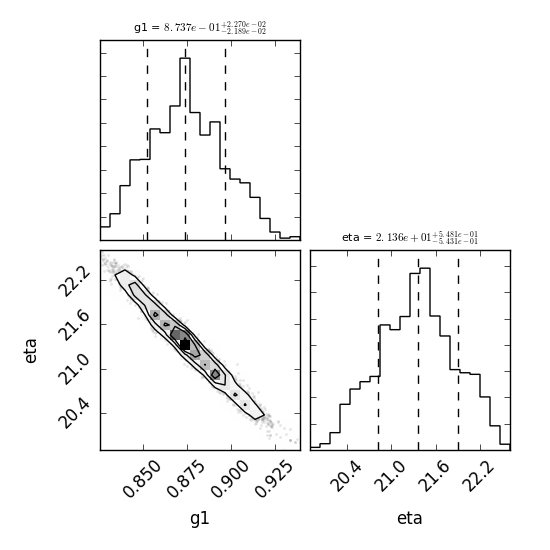 g1 = 8.737e − 01+2.270e−02 −2.189e−02
eta = 2.136e + 01+5.481e−01 −5.431e−01
22.2
21.6
21.0
20.4
eta
0.850 0.875 0.900 0.925
g1
20.4 21.0 21.6 22.2
eta